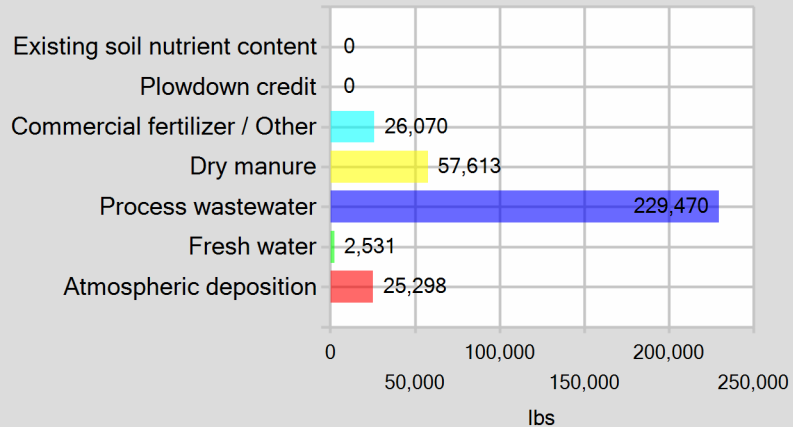 Existing soil nutrient content 0
Plowdown credit 0
Commercial fertilizer / Other 26,070
Dry manure 57,613
Process wastewater 229,470
Fresh water 2,531
Atmospheric deposition 25,298
0 100,000 200,000
50,000 150,000 250,000
lbs